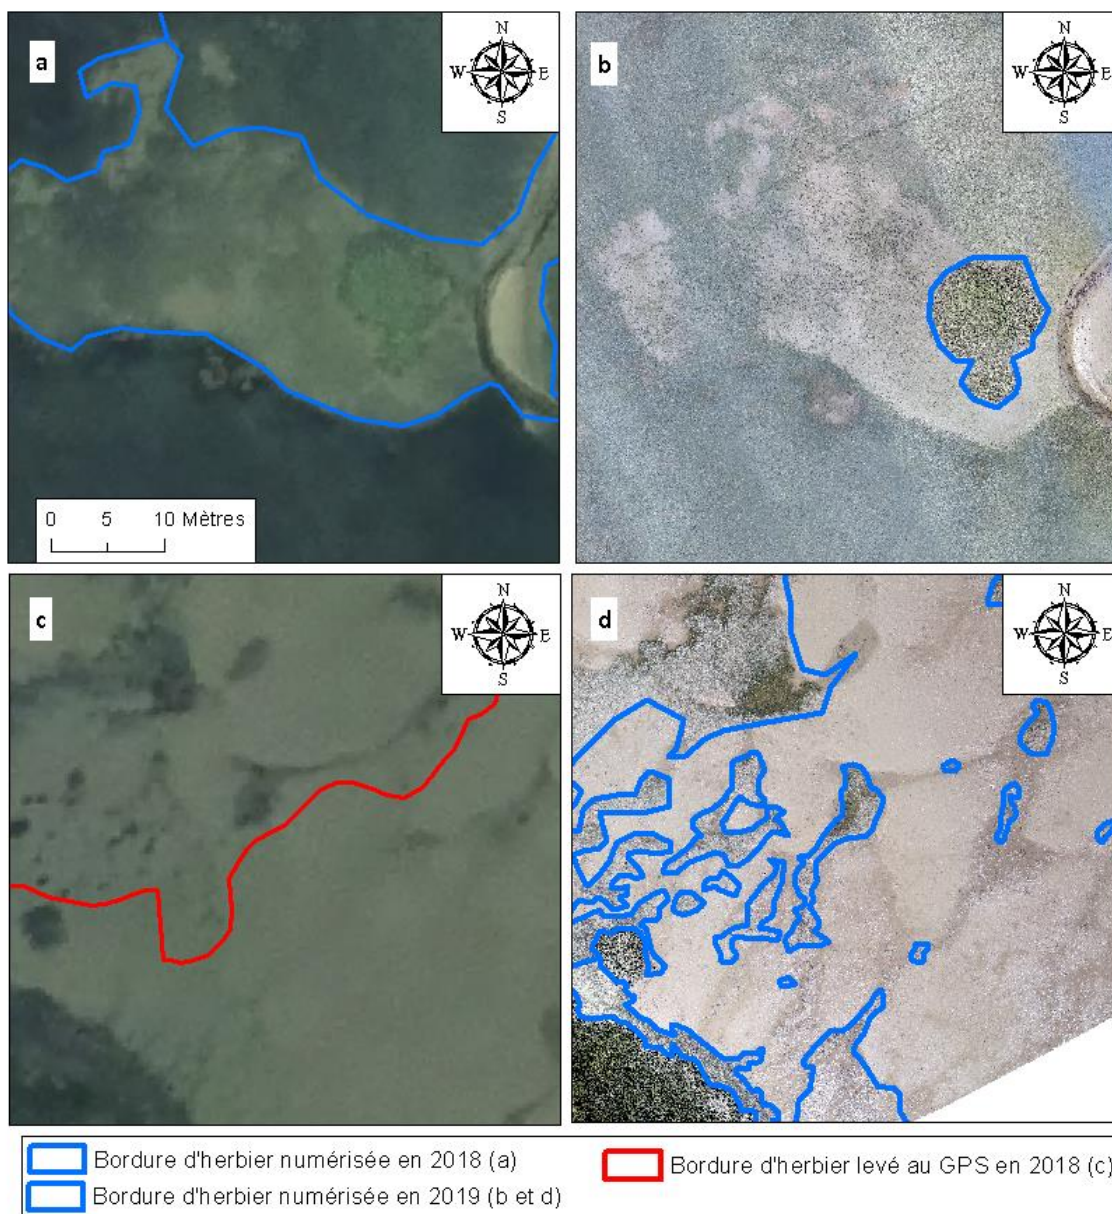 a
N
W E
S
b
N
W E
S
0 5 10 Mètres
c
N
W E
S
d
N
W E
S
Bordure d'herbier numérisée en 2018 (a)
Bordure d'herbier levé au GPS en 2018 (c)
Bordure d'herbier numérisée en 2019 (b et d)